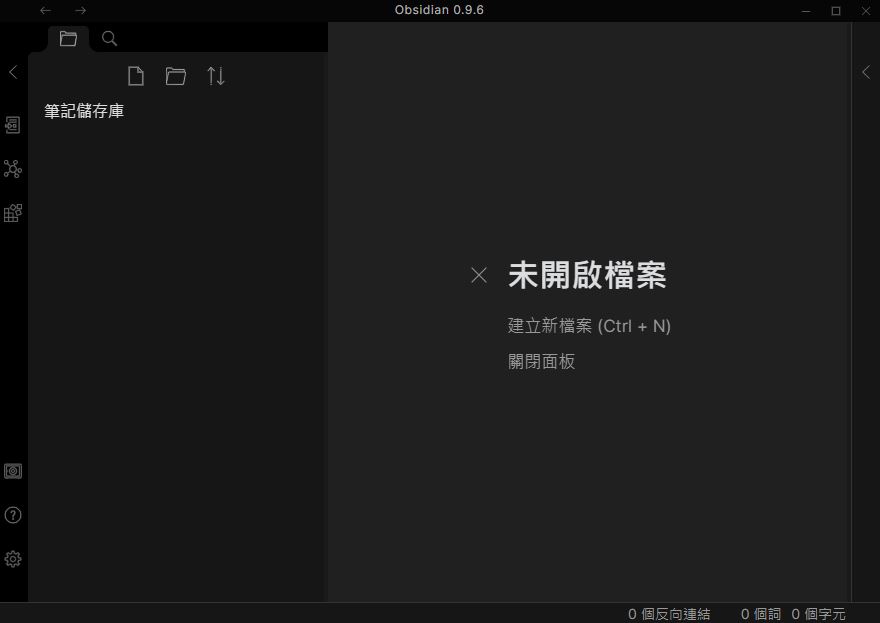 Obsidian 0.9.6
筆記儲存庫
未開啟檔案
建立新檔案 (Ctrl + N)
關閉面板
0 個反向連結 0 個詞 0 個字元